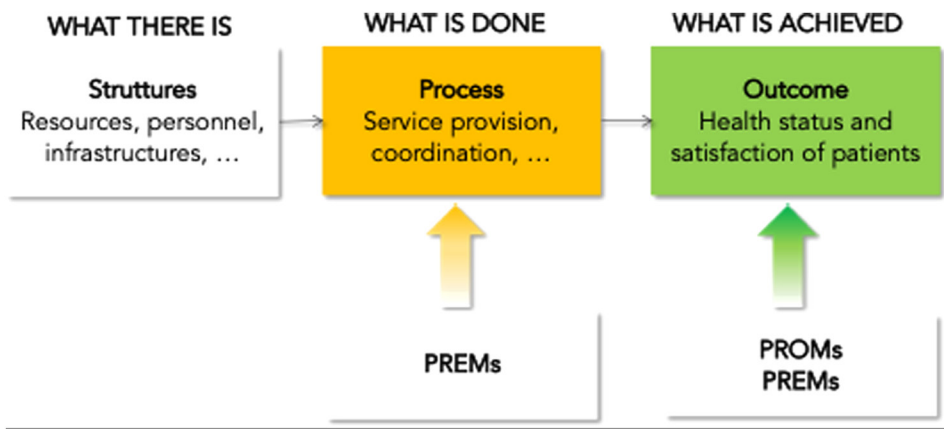 WHAT THERE IS
WHAT IS DONE
WHAT IS ACHIEVED
Struttures
Resources, personnel,
infrastructures, ...
Process
Service provision,
coordination, ...
Outcome
Health status and
satisfaction of patients
PREMs
PROMs
PREMs